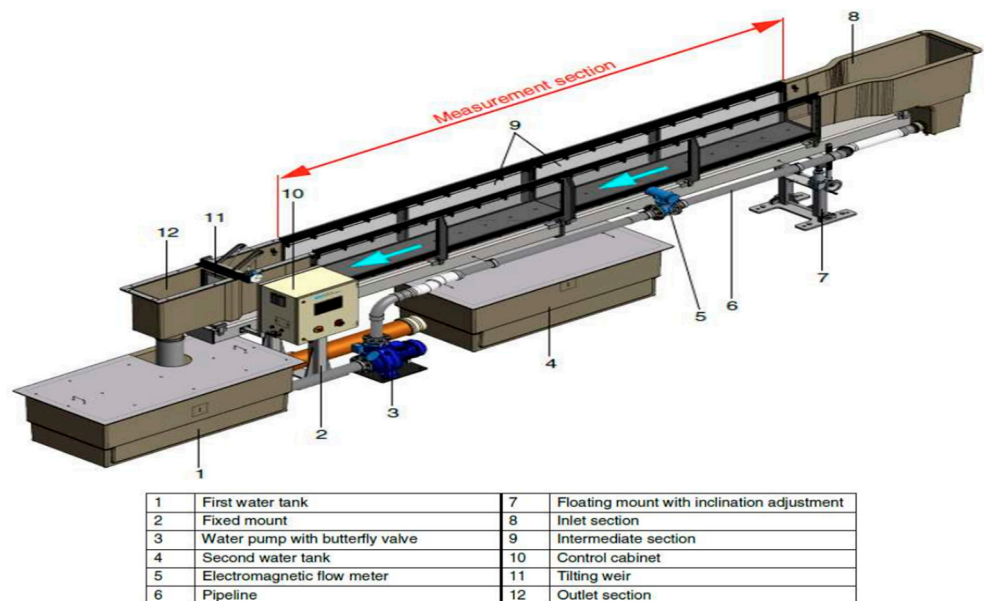 8
Measurement section
9
10
11
12
7
6
5
4
3
2
1
1 First water tank 7 Floating mount with inclination adjustment
2 Fixed mount 8 Inlet section
3 Water pump with butterfly valve 9 Intermediate section
4 Second water tank 10 Control cabinet
5 Electromagnetic flow meter 11 Tilting weir
6 Pipeline 12 Outlet section